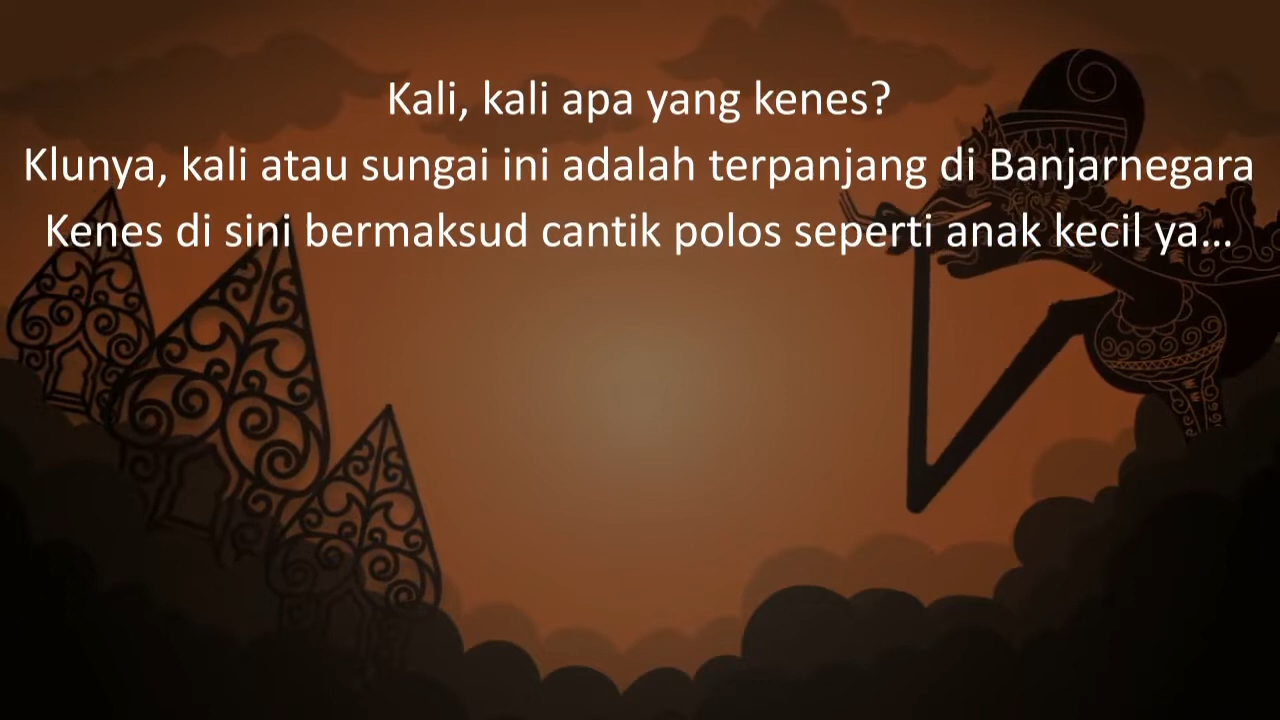 Kali, kali apa yang kenes?
Klunya, kali atau sungai ini adalah terpanjang di Banjarnegara
Kenes di sini bermaksud cantik polos seperti anak kecil ya...